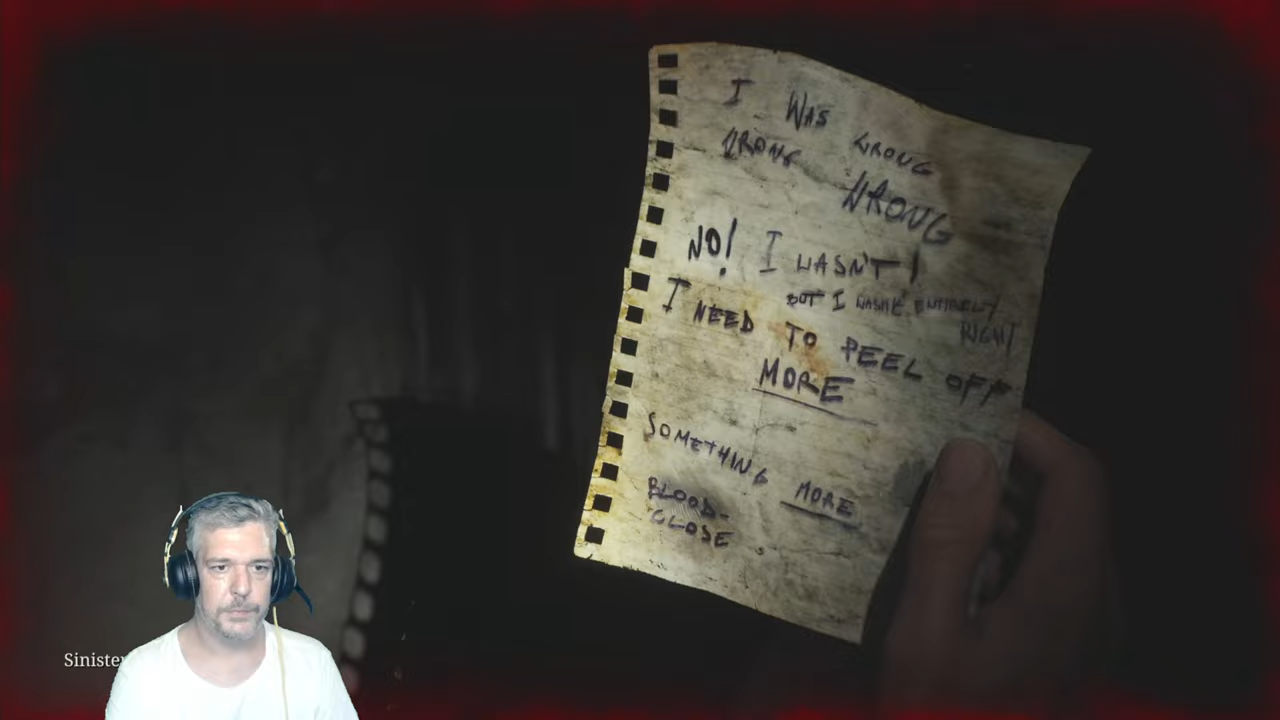 I WAS WRONG
WRONG
WRONG
NO! I WASN'T!
BUT I WASN'T ENTIRELY
RIGHT
I NEED TO PEEL OFF
MORE
SOMETHING MORE
BLOOD-
CLOSE
Sinister